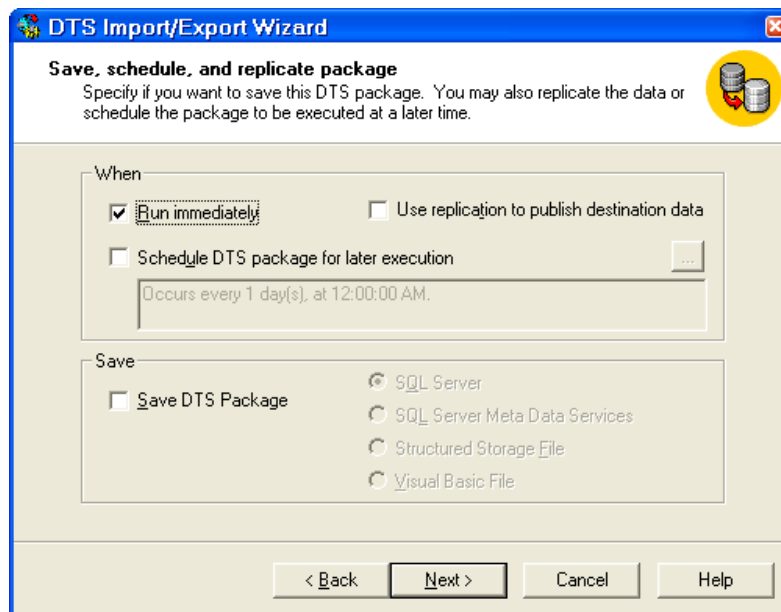 DTS Import/Export Wizard
Save, schedule, and replicate package
Specify if you want to save this DTS package. You may also replicate the data or
schedule the package to be executed at a later time.
When
Run immediately
Use replication to publish destination data
Schedule DTS package for later execution
...
Occurs every 1 day(s), at 12:00:00 AM.
Save
Save DTS Package
SQL Server
SQL Server Meta Data Services
Structured Storage File
Visual Basic File
< Back
Next >
Cancel
Help